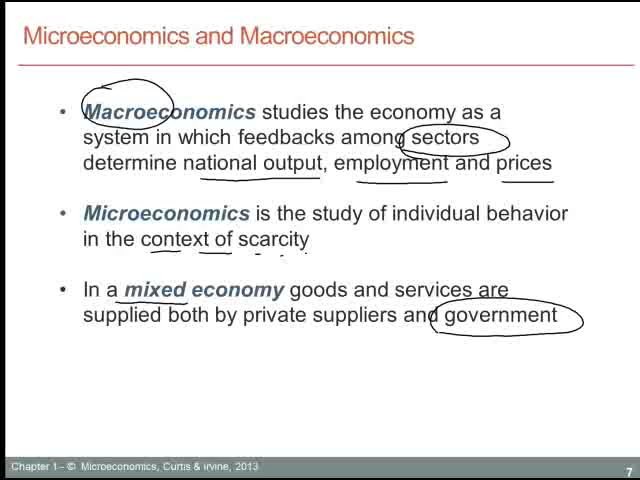 Microeconomics and Macroeconomics
• Macroeconomics studies the economy as a
system in which feedbacks among sectors
determine national output, employment and prices
• Microeconomics is the study of individual behavior
in the context of scarcity
• In a mixed economy goods and services are
supplied both by private suppliers and government
Chapter 1 - © Microeconomics, Curtis & Irvine, 2013
7